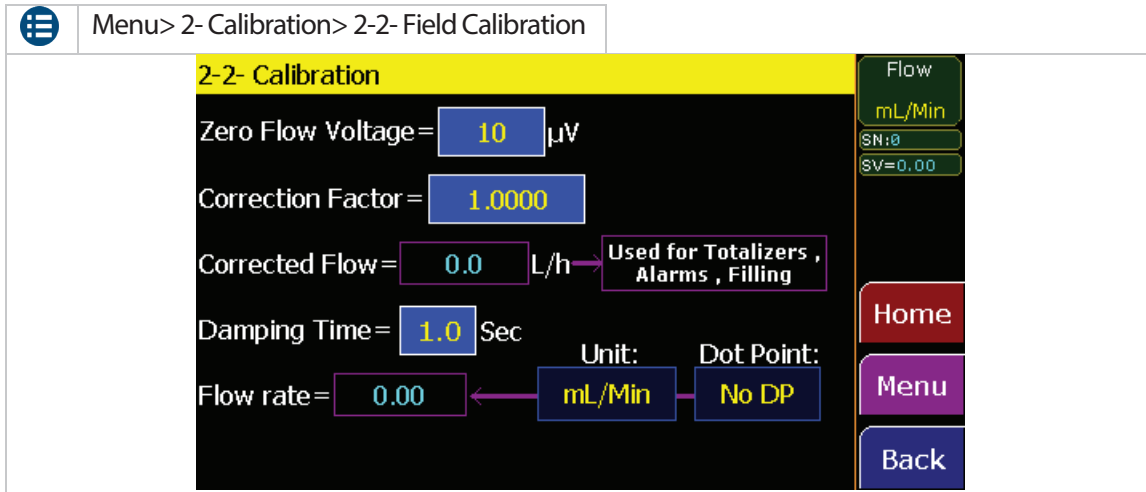 Menu> 2- Calibration> 2-2- Field Calibration
2-2- Calibration
Flow
mL/Min
SN:0
SV=0.00
Zero Flow Voltage= 10 µV
Correction Factor= 1.0000
Corrected Flow= 0.0 L/h
Used for Totalizers ,
Alarms , Filling
Damping Time= 1.0 Sec
Unit: Dot Point:
Flow rate= 0.00 mL/Min No DP
Home
Menu
Back